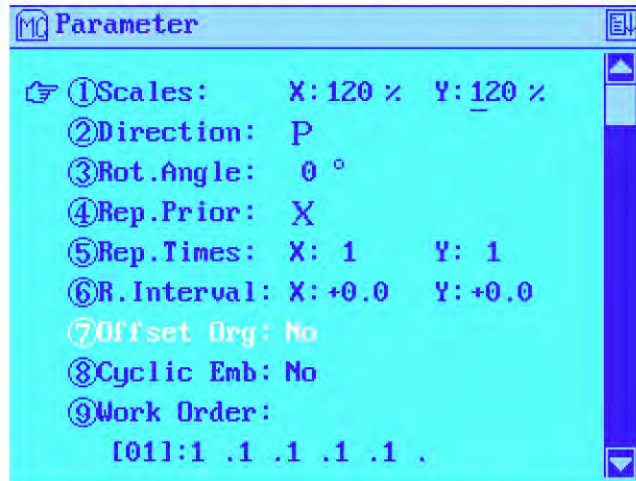 MC Parameter
①Scales: X:120 % Y:120 %
②Direction: P
③Rot.Angle: 0 °
④Rep.Prior: X
⑤Rep.Times: X: 1 Y: 1
⑥R.Interval: X:+0.0 Y:+0.0
⑦Offset Org: No
⑧Cyclic Emb: No
⑨Work Order:
[01]:1 .1 .1 .1 .1 .